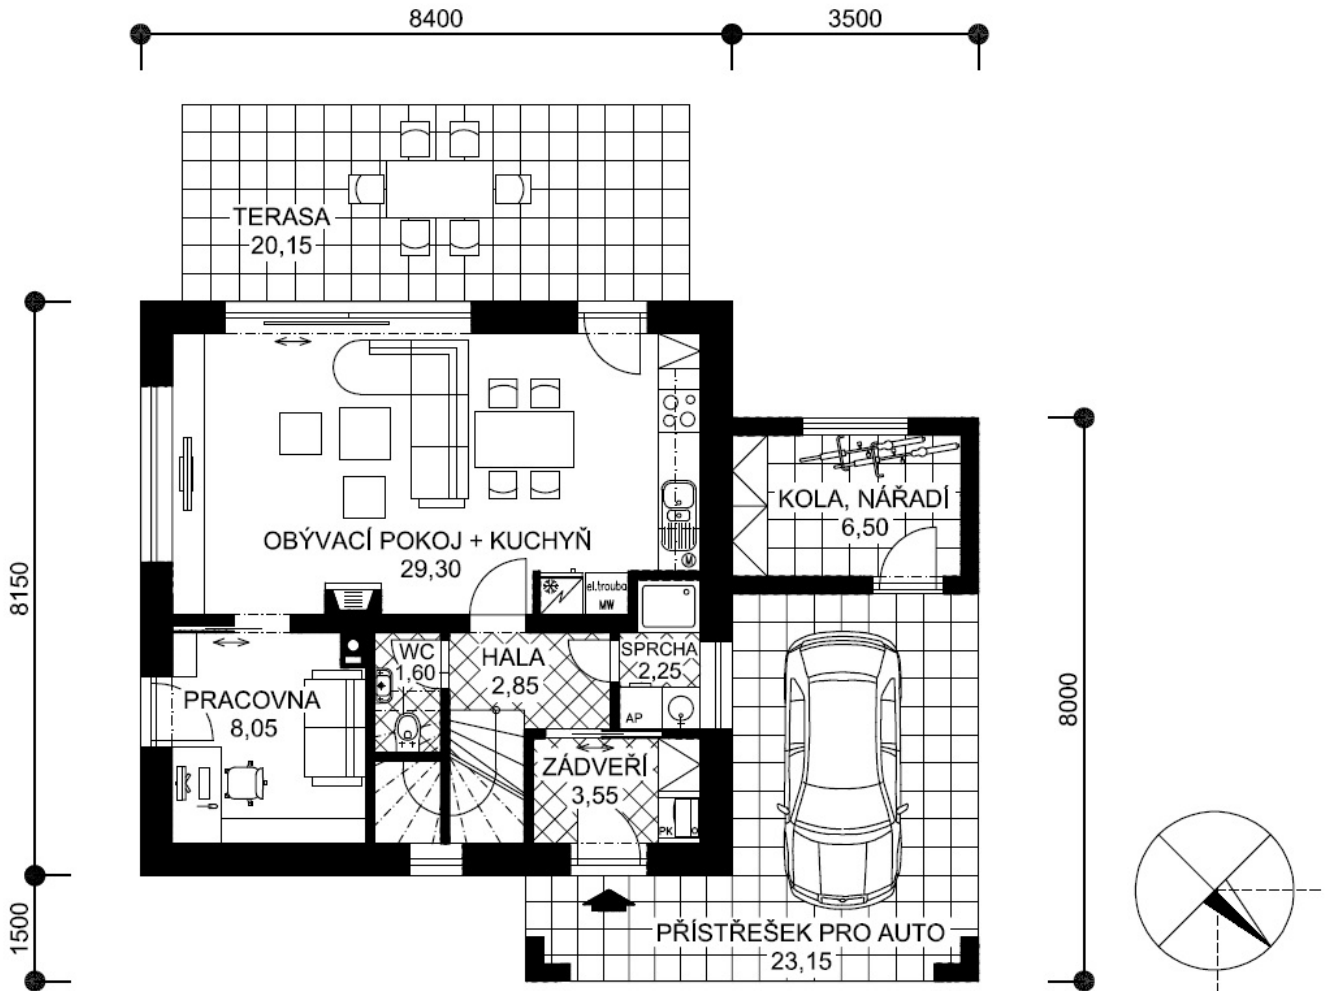 8400
3500
TERASA
20,15
OBÝVACÍ POKOJ + KUCHYŇ
29,30
M
el.trouba
MW
KOLA, NÁŘADÍ
6,50
8150
WC
1,60
HALA
2,85
SPRCHA
2,25
AP
PRACOVNA
8,05
ZÁDVEŘÍ
3,55
PK
8000
1500
PŘÍSTŘEŠEK PRO AUTO
23,15